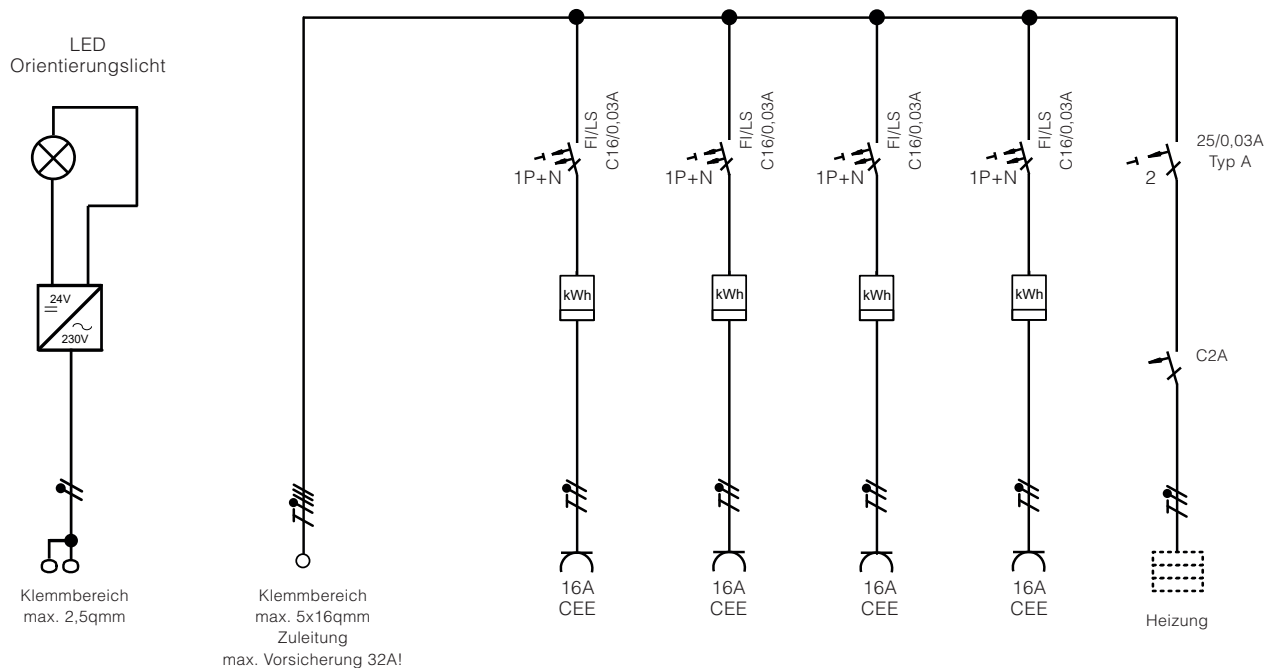 LED
Orientierungslicht
24V
230V
Klemmbereich
max. 2,5qmm
Klemmbereich
max. 5x16qmm
Zuleitung
max. Vorsicherung 32A!
FI/LS
C16/0,03A
1P+N
kWh
16A
CEE
FI/LS
C16/0,03A
1P+N
kWh
16A
CEE
FI/LS
C16/0,03A
1P+N
kWh
16A
CEE
FI/LS
C16/0,03A
1P+N
kWh
16A
CEE
25/0,03A
Typ A
2
C2A
Heizung